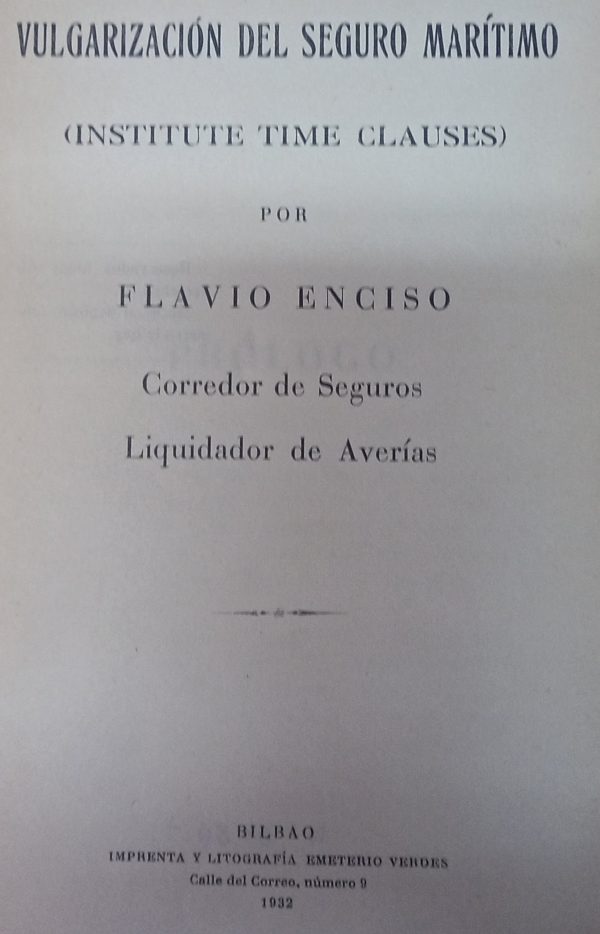 VULGARIZACIÓN DEL SEGURO MARÍTIMO
(INSTITUTE TIME CLAUSES)
POR
FLAVIO ENCISO
Corredor de Seguros
Liquidador de Averías
BILBAO
IMPRENTA Y LITOGRAFÍA EMETERIO VERDES
Calle del Correo, número 9
1932